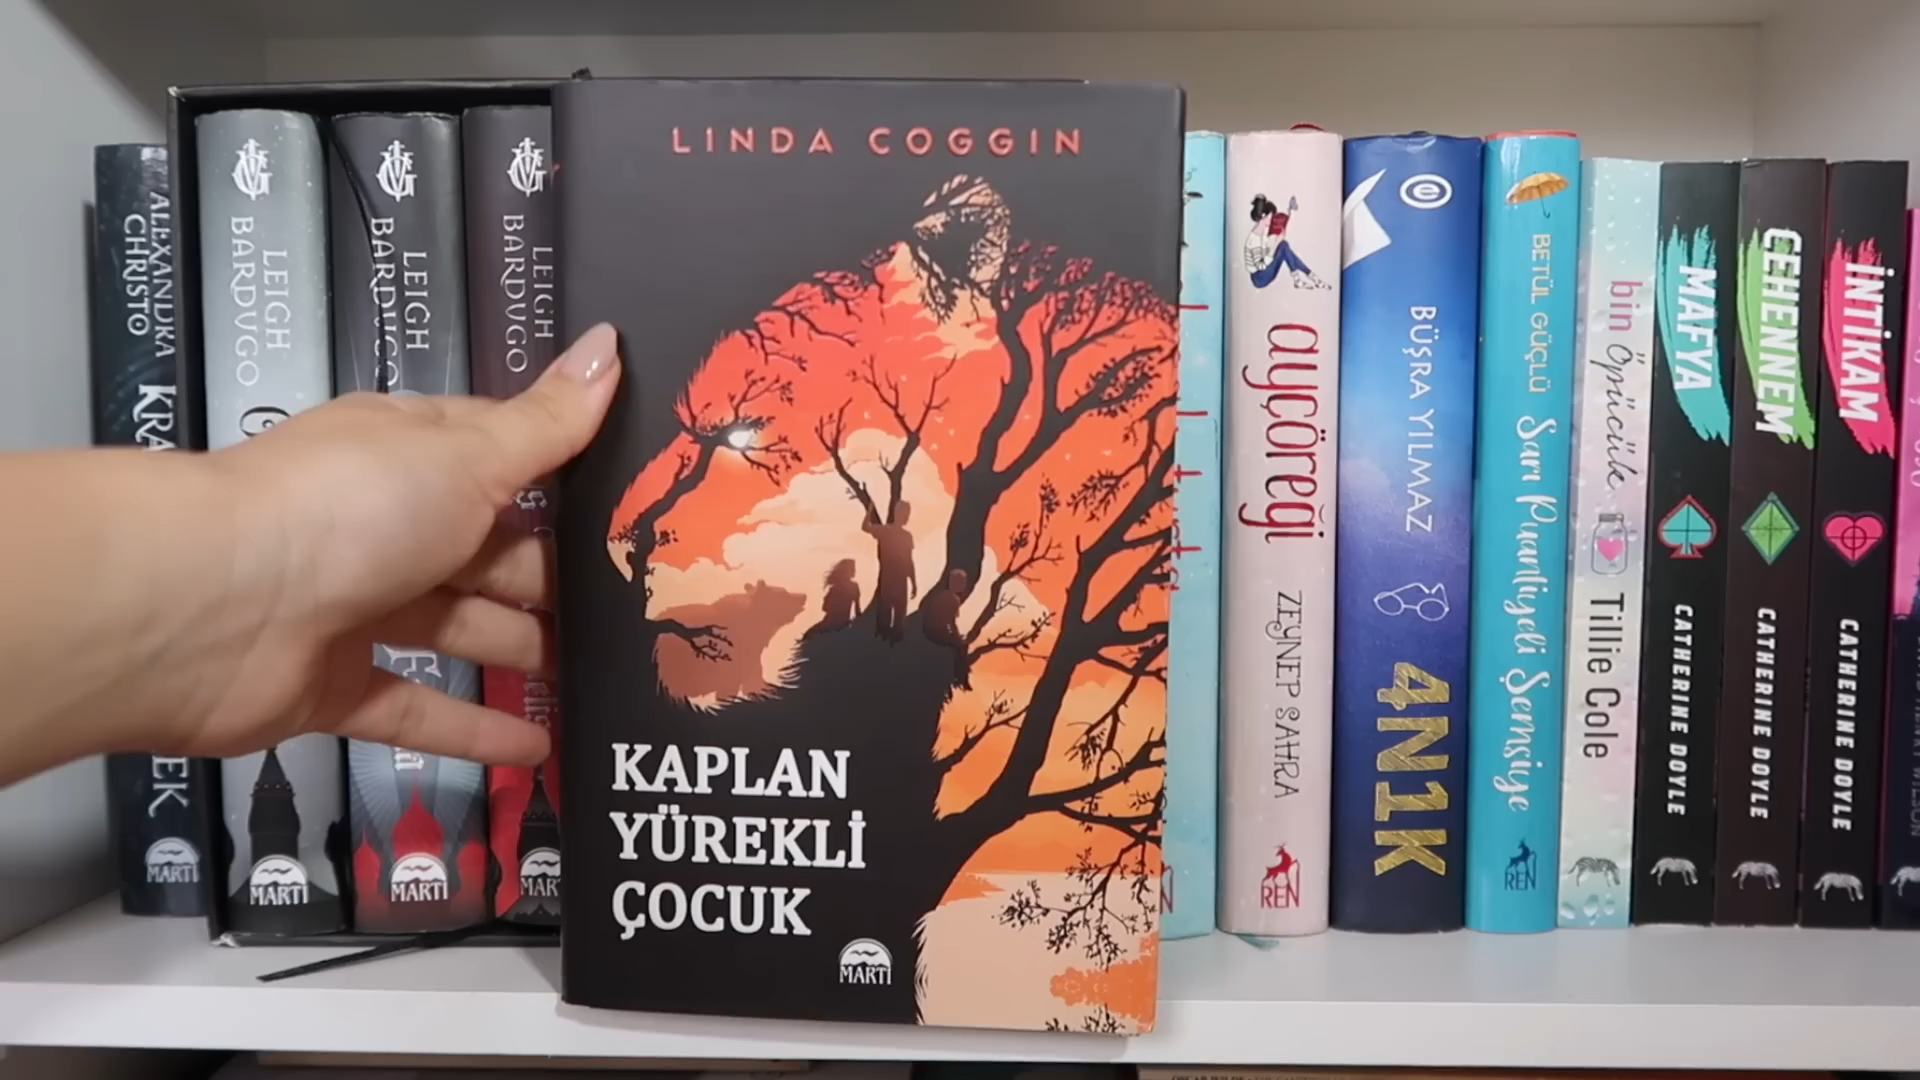 ALEXANDRA
CHRISTO
MARTI
LEIGH
BARDUGO
MARTI
LEIGH
BARDUGO
MARTI
LEIGH
BARDUGO
LINDA COGGIN
KAPLAN
YÜREKLİ
ÇOCUK
MARTI
ayçöreği
ZEYNEP SAHRA
REN
BÜŞRA YILMAZ
4N1K
BETÜL GÜÇLÜ
Sarı Puantiyeli Şemsiye
REN
bin Öpücük
Tillie Cole
MAFYA
CATHERINE DOYLE
CEHENNEM
CATHERINE DOYLE
İNTİKAM
CATHERINE DOYLE